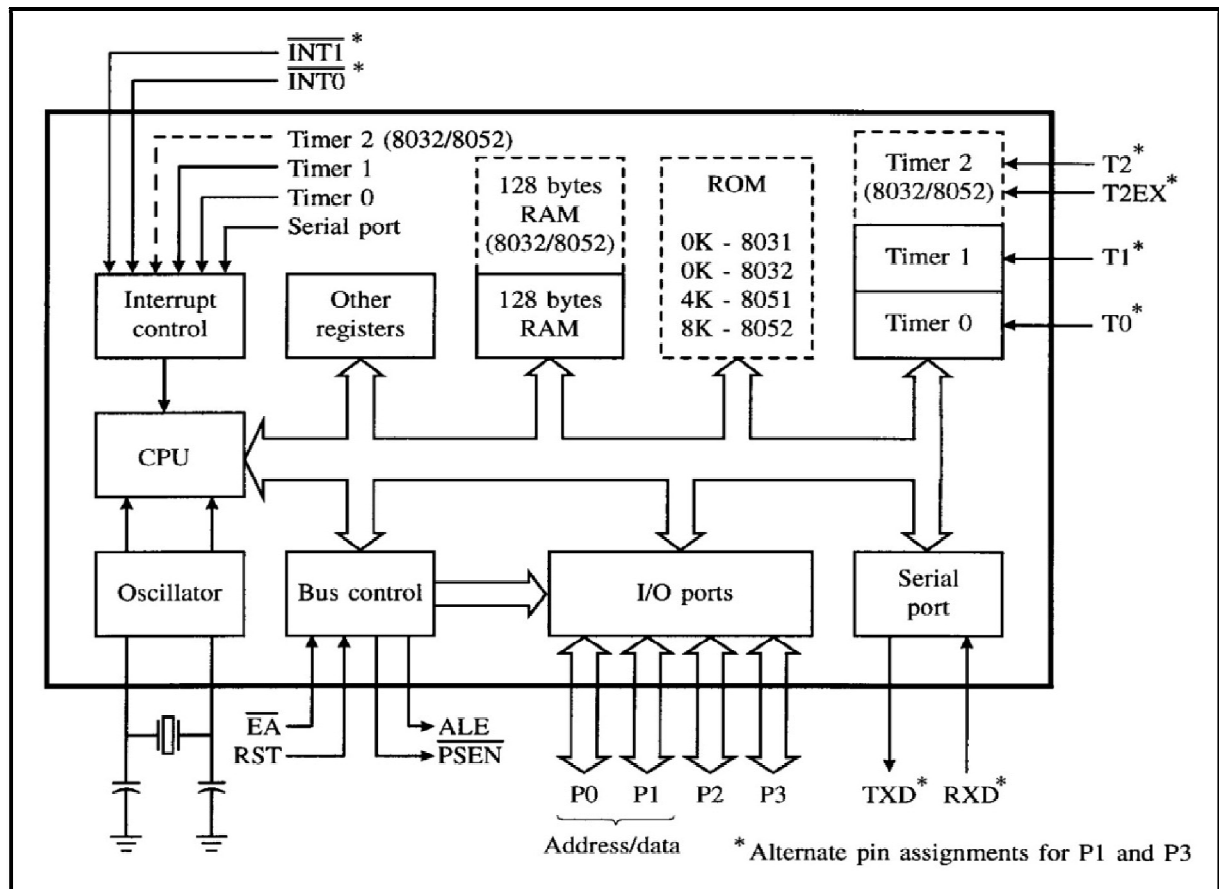 INT1*
INT0*
Timer 2 (8032/8052)
Timer 1
Timer 0
Serial port
Interrupt
control
Other
registers
128 bytes
RAM
(8032/8052)
128 bytes
RAM
ROM
0K - 8031
0K - 8032
4K - 8051
8K - 8052
Timer 2
(8032/8052)
Timer 1
Timer 0
T2*
T2EX*
T1*
T0*
CPU
Oscillator
Bus control
I/O ports
Serial
port
EA
RST
ALE
PSEN
P0 P1 P2 P3
Address/data
TXD* RXD*
*Alternate pin assignments for P1 and P3